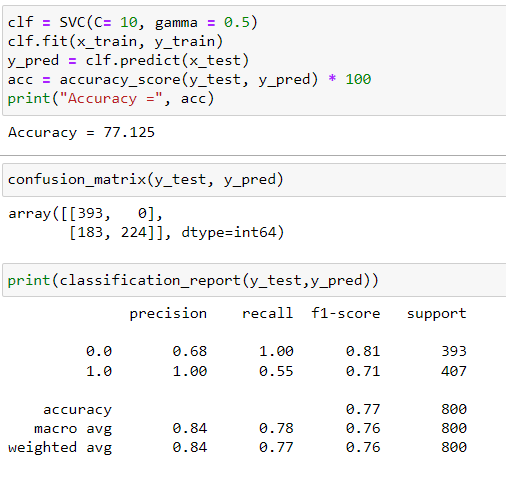 clf = SVC(C= 10, gamma = 0.5)
clf.fit(x_train, y_train)
y_pred = clf.predict(x_test)
acc = accuracy_score(y_test, y_pred) * 100
print("Accuracy =", acc)
Accuracy = 77.125
confusion_matrix(y_test, y_pred)
array([[393,   0],
       [183, 224]], dtype=int64)
print(classification_report(y_test,y_pred))
              precision    recall  f1-score   support
         0.0       0.68      1.00      0.81       393
         1.0       1.00      0.55      0.71       407
    accuracy                           0.77       800
   macro avg       0.84      0.78      0.76       800
weighted avg       0.84      0.77      0.76       800